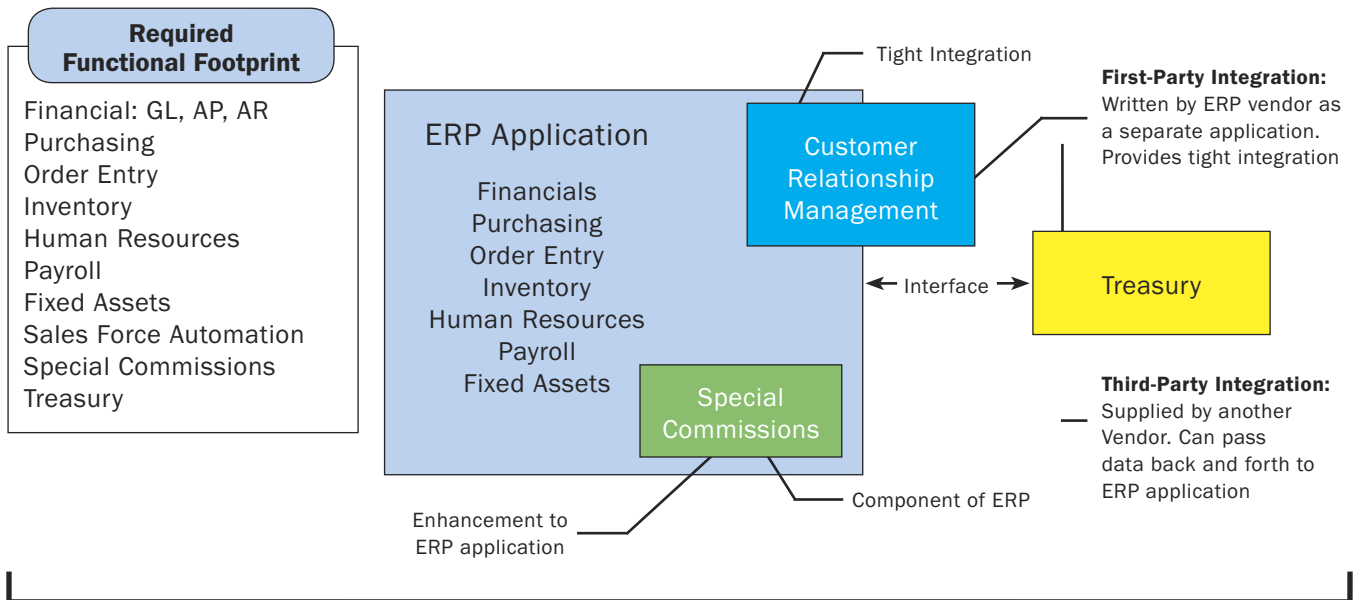 Required
Functional Footprint
Financial: GL, AP, AR
Purchasing
Order Entry
Inventory
Human Resources
Payroll
Fixed Assets
Sales Force Automation
Special Commissions
Treasury
ERP Application
Financials
Purchasing
Order Entry
Inventory
Human Resources
Payroll
Fixed Assets
Tight Integration
Customer
Relationship
Management
First-Party Integration:
Written by ERP vendor as
a separate application.
Provides tight integration
Interface
Treasury
Special
Commissions
Third-Party Integration:
Supplied by another
Vendor. Can pass
data back and forth to
ERP application
Component of ERP
Enhancement to
ERP application